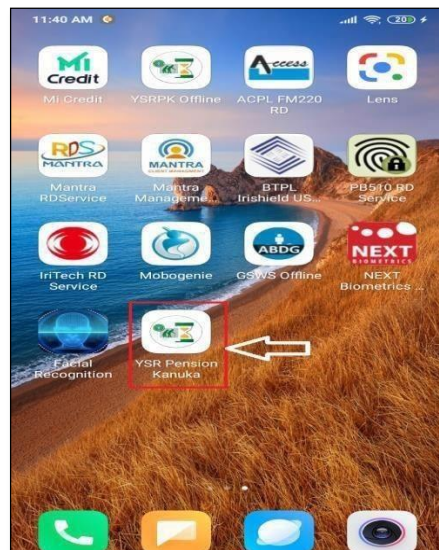 11:40 AM
20
Mi
Credit
Access
RDS
MANTRA
MANTRA
CLIENT MANAGEMENT
ABDG
NEXT
BIOMETRICS
Mi Credit
YSRPK Offline
ACPL FM220
RD
Lens
Mantra
RDService
Mantra
Manageme...
BTPL
Irishield US...
PB510 RD
Service
IriTech RD
Service
Mobogenie
GSWS Offline
NEXT
Biometrics ...
Facial
Recognition
YSR Pension
Kanuka